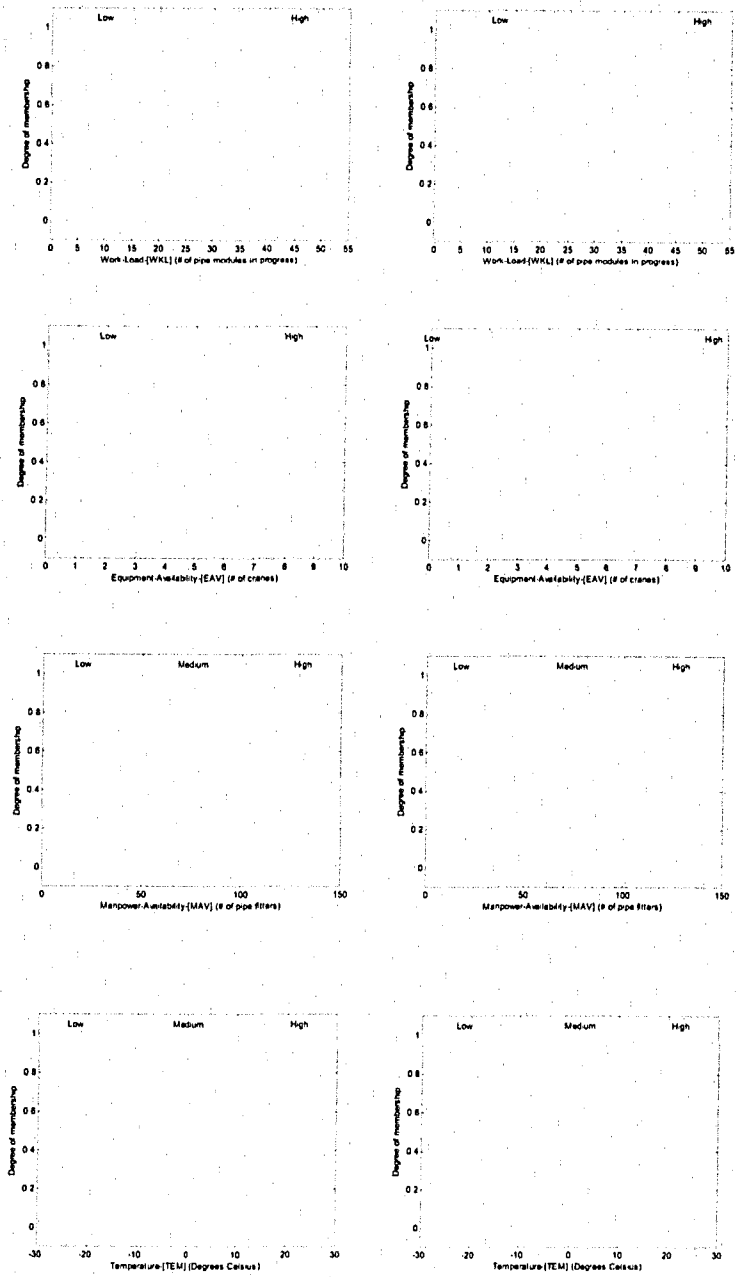 Low High
1
0.8
0.6
0.4
0.2
0
Degree of membership
0 5 10 15 20 25 30 35 40 45 50 55
Work-Load-[WKL] (# of pipe modules in progress)
Low High
1
0.8
0.6
0.4
0.2
0
Degree of membership
0 5 10 15 20 25 30 35 40 45 50 55
Work-Load-[WKL] (# of pipe modules in progress)
Low High
1
0.8
0.6
0.4
0.2
0
Degree of membership
0 1 2 3 4 5 6 7 8 9 10
Equipment-Availability-[EAV] (# of cranes)
Low High
1
0.8
0.6
0.4
0.2
0
Degree of membership
0 1 2 3 4 5 6 7 8 9 10
Equipment-Availability-[EAV] (# of cranes)
Low Medium High
1
0.8
0.6
0.4
0.2
0
Degree of membership
0 50 100 150
Manpower-Availability-[MAV] (# of pipe fitters)
Low Medium High
1
0.8
0.6
0.4
0.2
0
Degree of membership
0 50 100 150
Manpower-Availability-[MAV] (# of pipe fitters)
Low Medium High
1
0.8
0.6
0.4
0.2
0
Degree of membership
-30 -20 -10 0 10 20 30
Temperature-[TEM] (Degrees Celsius)
Low Medium High
1
0.8
0.6
0.4
0.2
0
Degree of membership
-30 -20 -10 0 10 20 30
Temperature-[TEM] (Degrees Celsius)